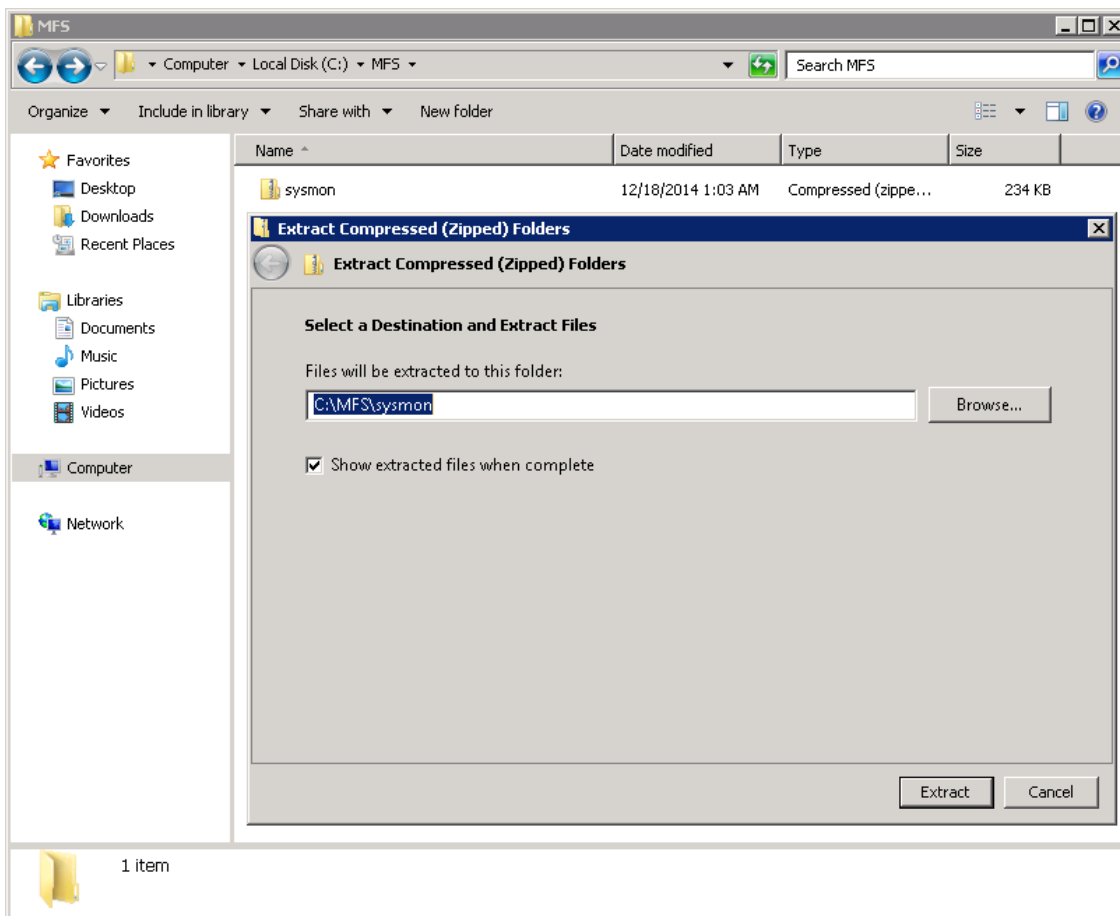 MFS
Computer Local Disk (C:) MFS Search MFS
Organize Include in library Share with New folder
Name Date modified Type Size
sysmon 12/18/2014 1:03 AM Compressed (zippe... 234 KB
Favorites
Desktop
Downloads
Recent Places
Libraries
Documents
Music
Pictures
Videos
Computer
Network
Extract Compressed (Zipped) Folders
Extract Compressed (Zipped) Folders
Select a Destination and Extract Files
Files will be extracted to this folder:
C:\MFS\sysmon Browse...
Show extracted files when complete
Extract Cancel
1 item